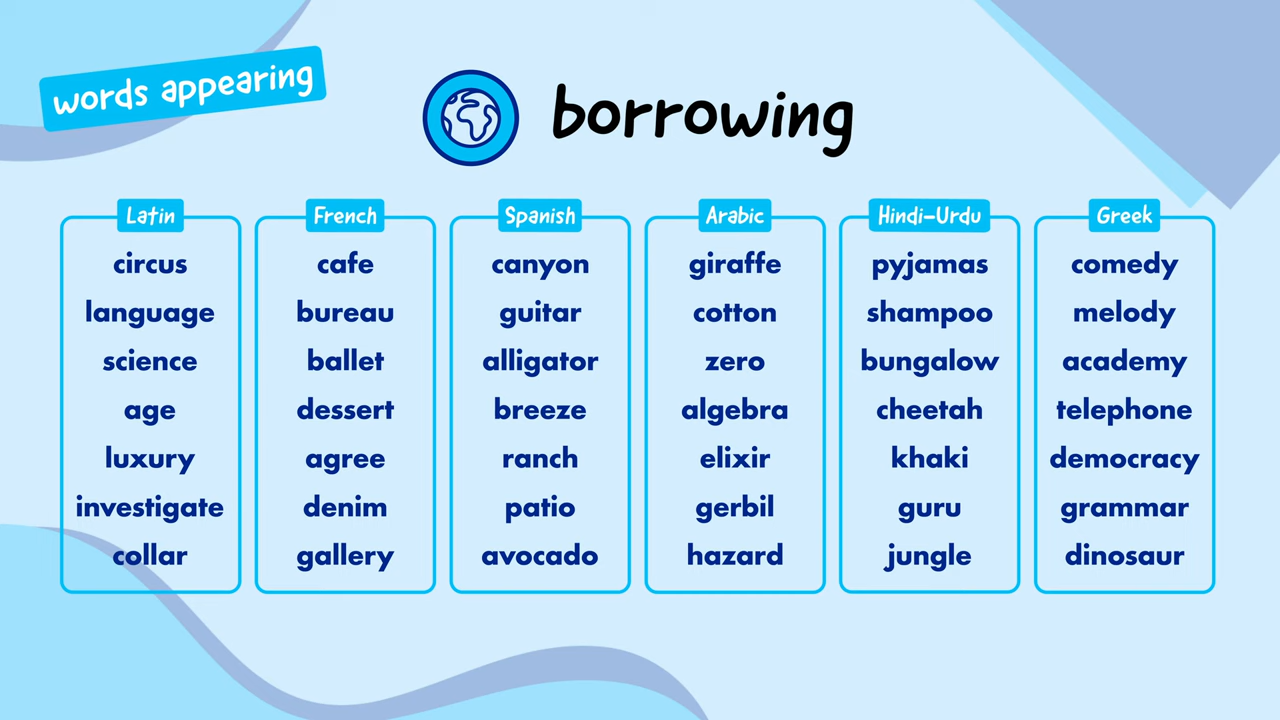 words appearing
borrowing
Latin
circus
language
science
age
luxury
investigate
collar
French
cafe
bureau
ballet
dessert
agree
denim
gallery
Spanish
canyon
guitar
alligator
breeze
ranch
patio
avocado
Arabic
giraffe
cotton
zero
algebra
elixir
gerbil
hazard
Hindi-Urdu
pyjamas
shampoo
bungalow
cheetah
khaki
guru
jungle
Greek
comedy
melody
academy
telephone
democracy
grammar
dinosaur